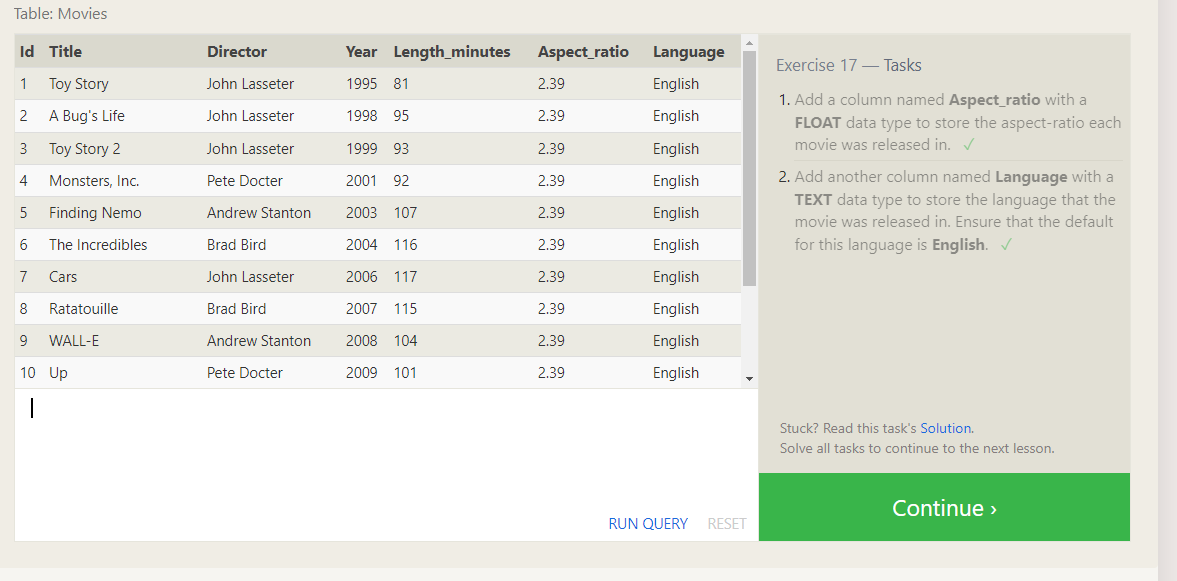 Table: Movies
Id Title Director Year Length_minutes Aspect_ratio Language
1 Toy Story John Lasseter 1995 81 2.39 English
2 A Bug's Life John Lasseter 1998 95 2.39 English
3 Toy Story 2 John Lasseter 1999 93 2.39 English
4 Monsters, Inc. Pete Docter 2001 92 2.39 English
5 Finding Nemo Andrew Stanton 2003 107 2.39 English
6 The Incredibles Brad Bird 2004 116 2.39 English
7 Cars John Lasseter 2006 117 2.39 English
8 Ratatouille Brad Bird 2007 115 2.39 English
9 WALL-E Andrew Stanton 2008 104 2.39 English
10 Up Pete Docter 2009 101 2.39 English
RUN QUERY RESET
Exercise 17 — Tasks
1. Add a column named Aspect_ratio with a
FLOAT data type to store the aspect-ratio each
movie was released in. ✓
2. Add another column named Language with a
TEXT data type to store the language that the
movie was released in. Ensure that the default
for this language is English. ✓
Stuck? Read this task's Solution.
Solve all tasks to continue to the next lesson.
Continue ›